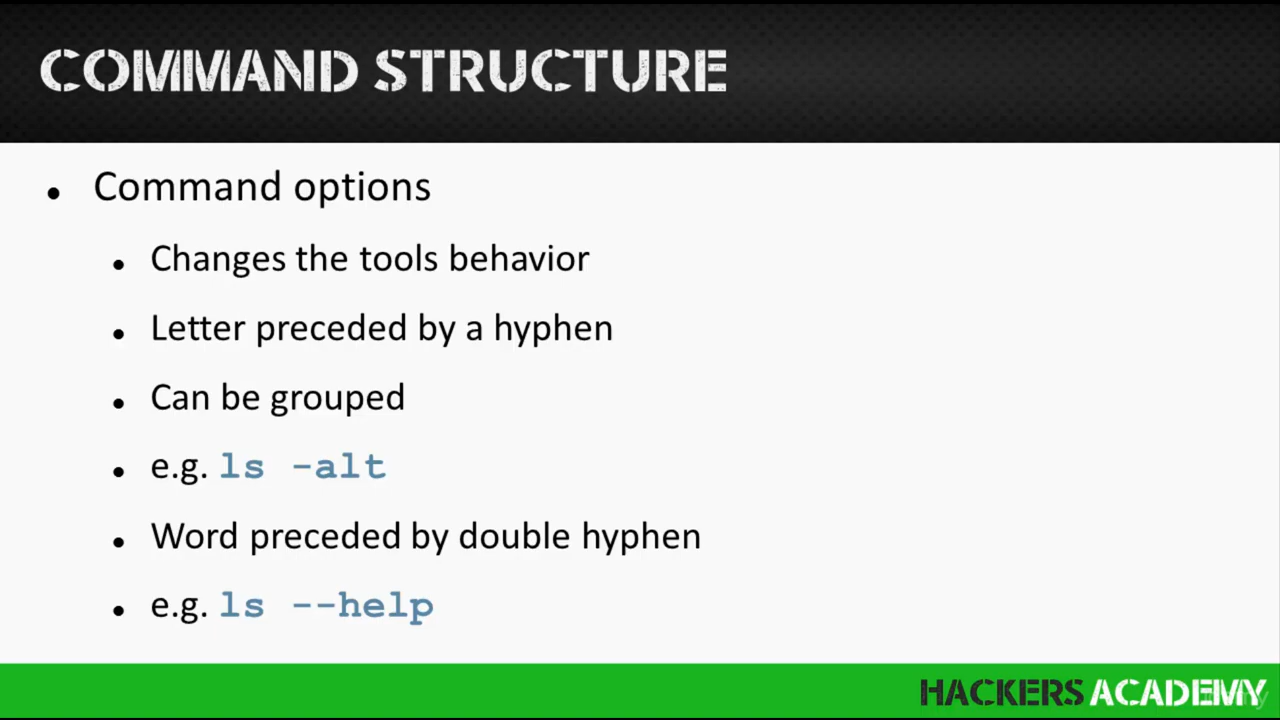 COMMAND STRUCTURE
• Command options
• Changes the tools behavior
• Letter preceded by a hyphen
• Can be grouped
• e.g. ls -alt
• Word preceded by double hyphen
• e.g. ls --help
HACKERS ACADEMY